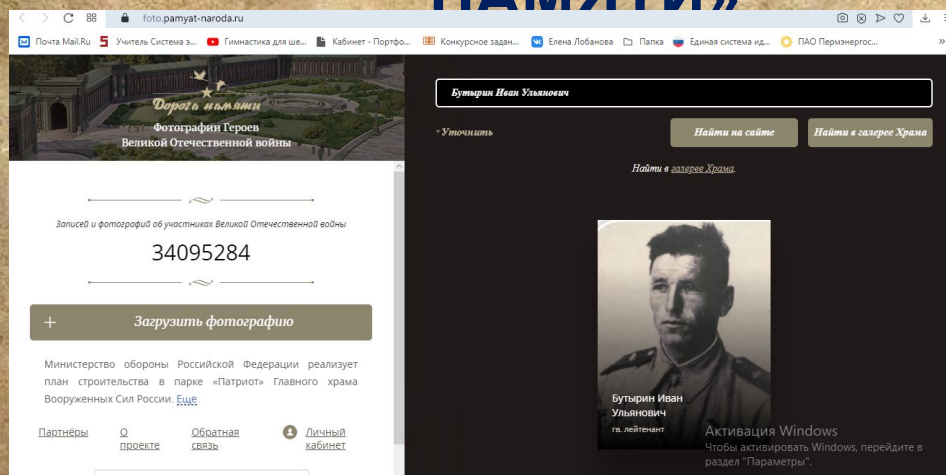 ПАМЯТИ»
foto.pamyat-naroda.ru
Почта Mail.Ru
Учитель Система э...
Гимнастика для ше...
Кабинет - Портфо...
Конкурсное задан...
Елена Лобанова
Папка
Единая система ид...
ПАО Пермэнергос...
»
Дорога памяти
Фотографии Героев
Великой Отечественной войны
Записей и фотографий об участниках Великой Отечественной войны
34095284
+ Загрузить фотографию
Министерство обороны Российской Федерации реализует
план строительства в парке «Патриот» Главного храма
Вооруженных Сил России. Еще
Партнёры
О
проекте
Обратная
связь
Личный
кабинет
Бутырин Иван Ульянович
Уточнить
Найти на сайте
Найти в галерее Храма
Найти в галерее Храма.
Бутырин Иван
Ульянович
гв. лейтенант
Активация Windows
Чтобы активировать Windows, перейдите в
раздел "Параметры".